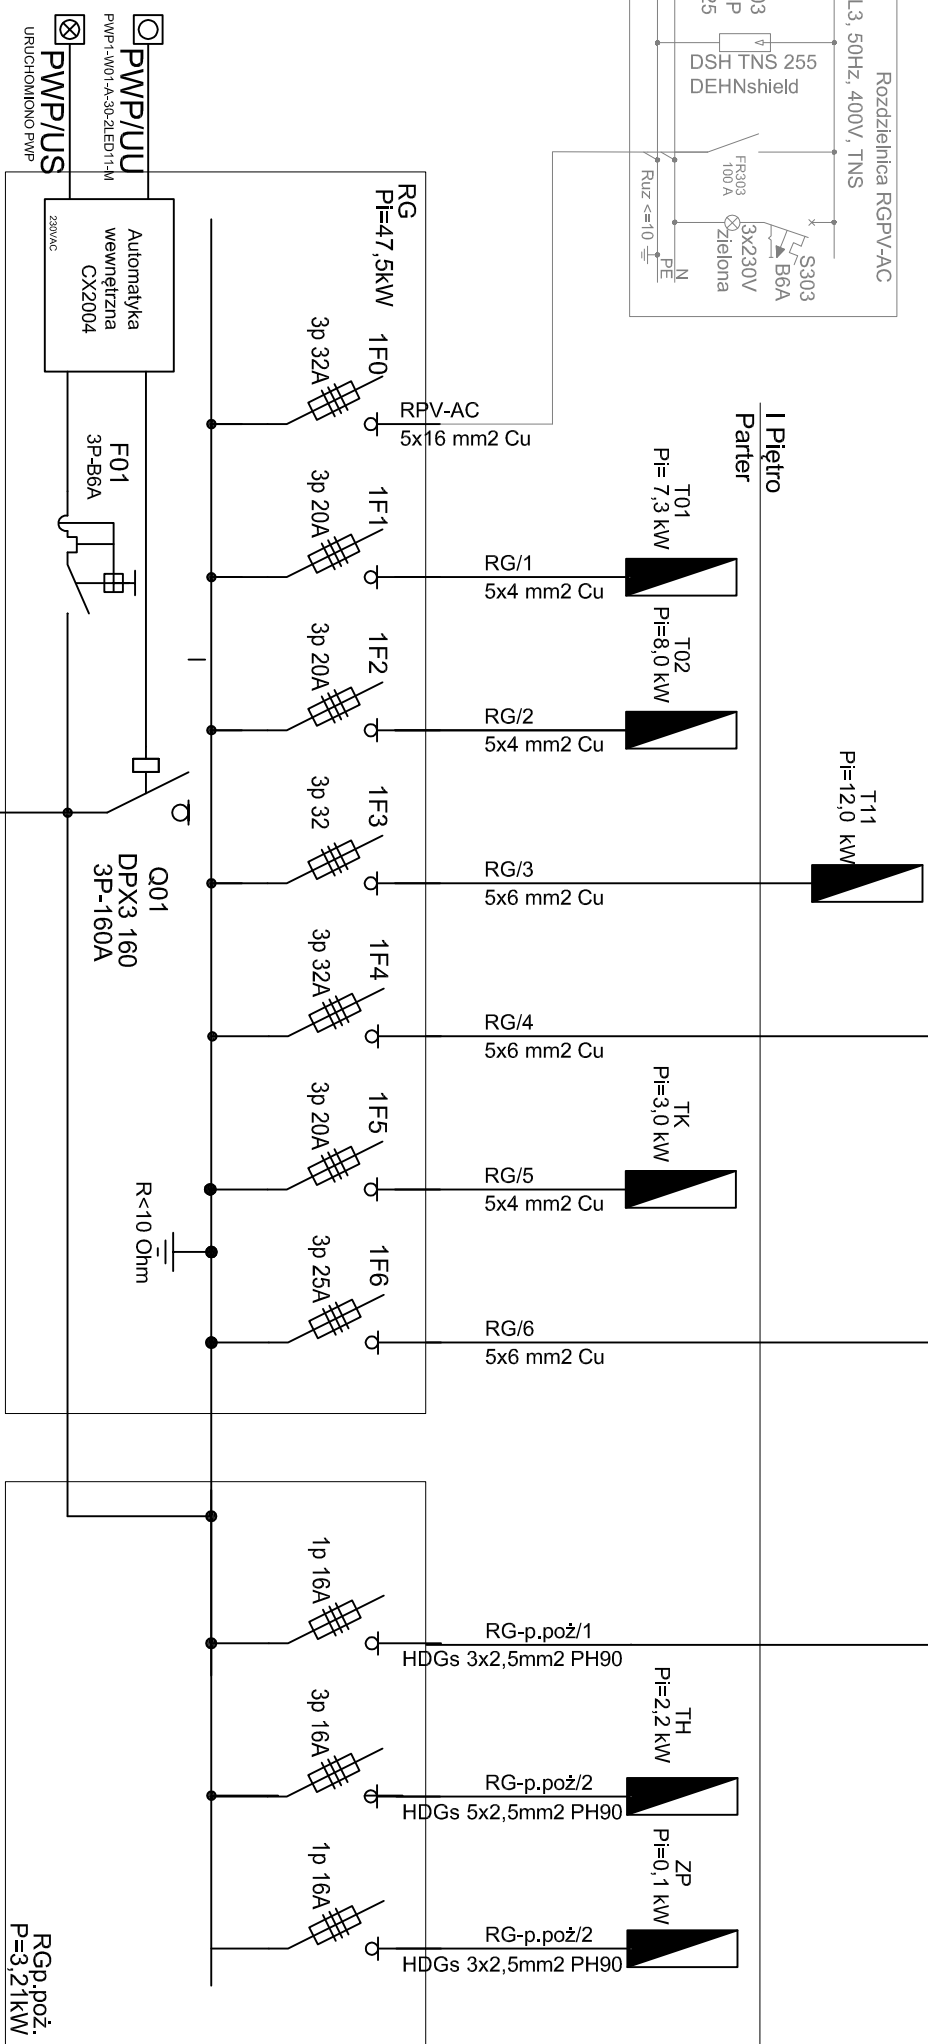 03
P
25
L3, 50Hz, 400V, TNS
Rozdzielnica RGPV-AC
DSH TNS 255
DEHNshield
FR303
100 A
Ruz <=10
3x230V
zielona
S303
B6A
N
PE
PWP/UU
PWP1-W01-A-30-2LED11-M
PWP/US
URUCHOMIONO PWP
Automatyka
wewnętrzna
CX2004
230VAC
RG
Pi=47,5kW
F01
3P-B6A
Q01
DPX3 160
3P-160A
I
R<10 Ohm
I Piętro
Parter
1F0
3p 32A
RPV-AC
5x16 mm2 Cu
1F1
3p 20A
RG/1
5x4 mm2 Cu
T01
Pi= 7,3 kW
1F2
3p 20A
RG/2
5x4 mm2 Cu
T02
Pi=8,0 kW
1F3
3p 32
RG/3
5x6 mm2 Cu
T11
Pi=12,0 kW
1F4
3p 32A
RG/4
5x6 mm2 Cu
1F5
3p 20A
RG/5
5x4 mm2 Cu
TK
Pi=3,0 kW
1F6
3p 25A
RG/6
5x6 mm2 Cu
1p 16A
RG-p.poż/1
HDGs 3x2,5mm2 PH90
3p 16A
RG-p.poż/2
HDGs 5x2,5mm2 PH90
TH
Pi=2,2 kW
1p 16A
RG-p.poż/2
HDGs 3x2,5mm2 PH90
ZP
Pi=0,1 kW
RGp.poż.
P=3,21kW